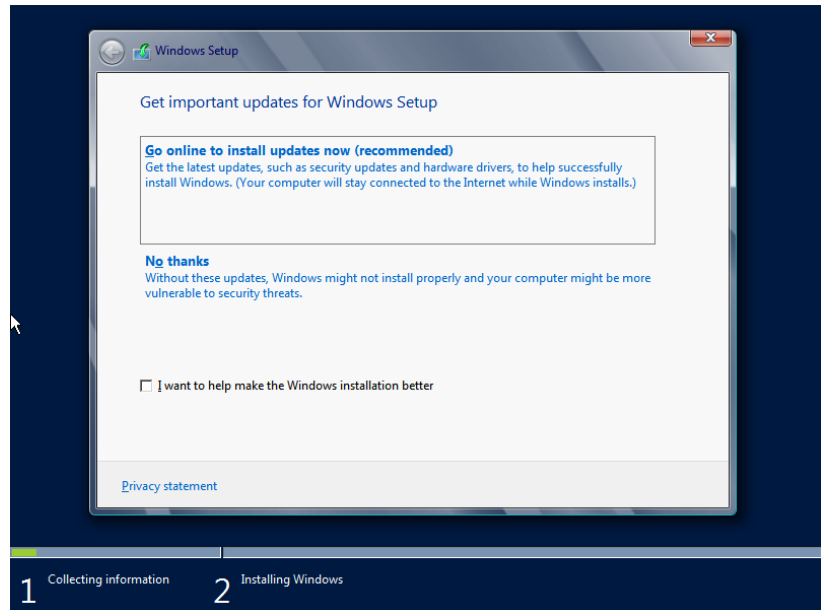 Windows Setup
Get important updates for Windows Setup
Go online to install updates now (recommended)
Get the latest updates, such as security updates and hardware drivers, to help successfully
install Windows. (Your computer will stay connected to the Internet while Windows installs.)
No thanks
Without these updates, Windows might not install properly and your computer might be more
vulnerable to security threats.
I want to help make the Windows installation better
Privacy statement
1 Collecting information 2 Installing Windows